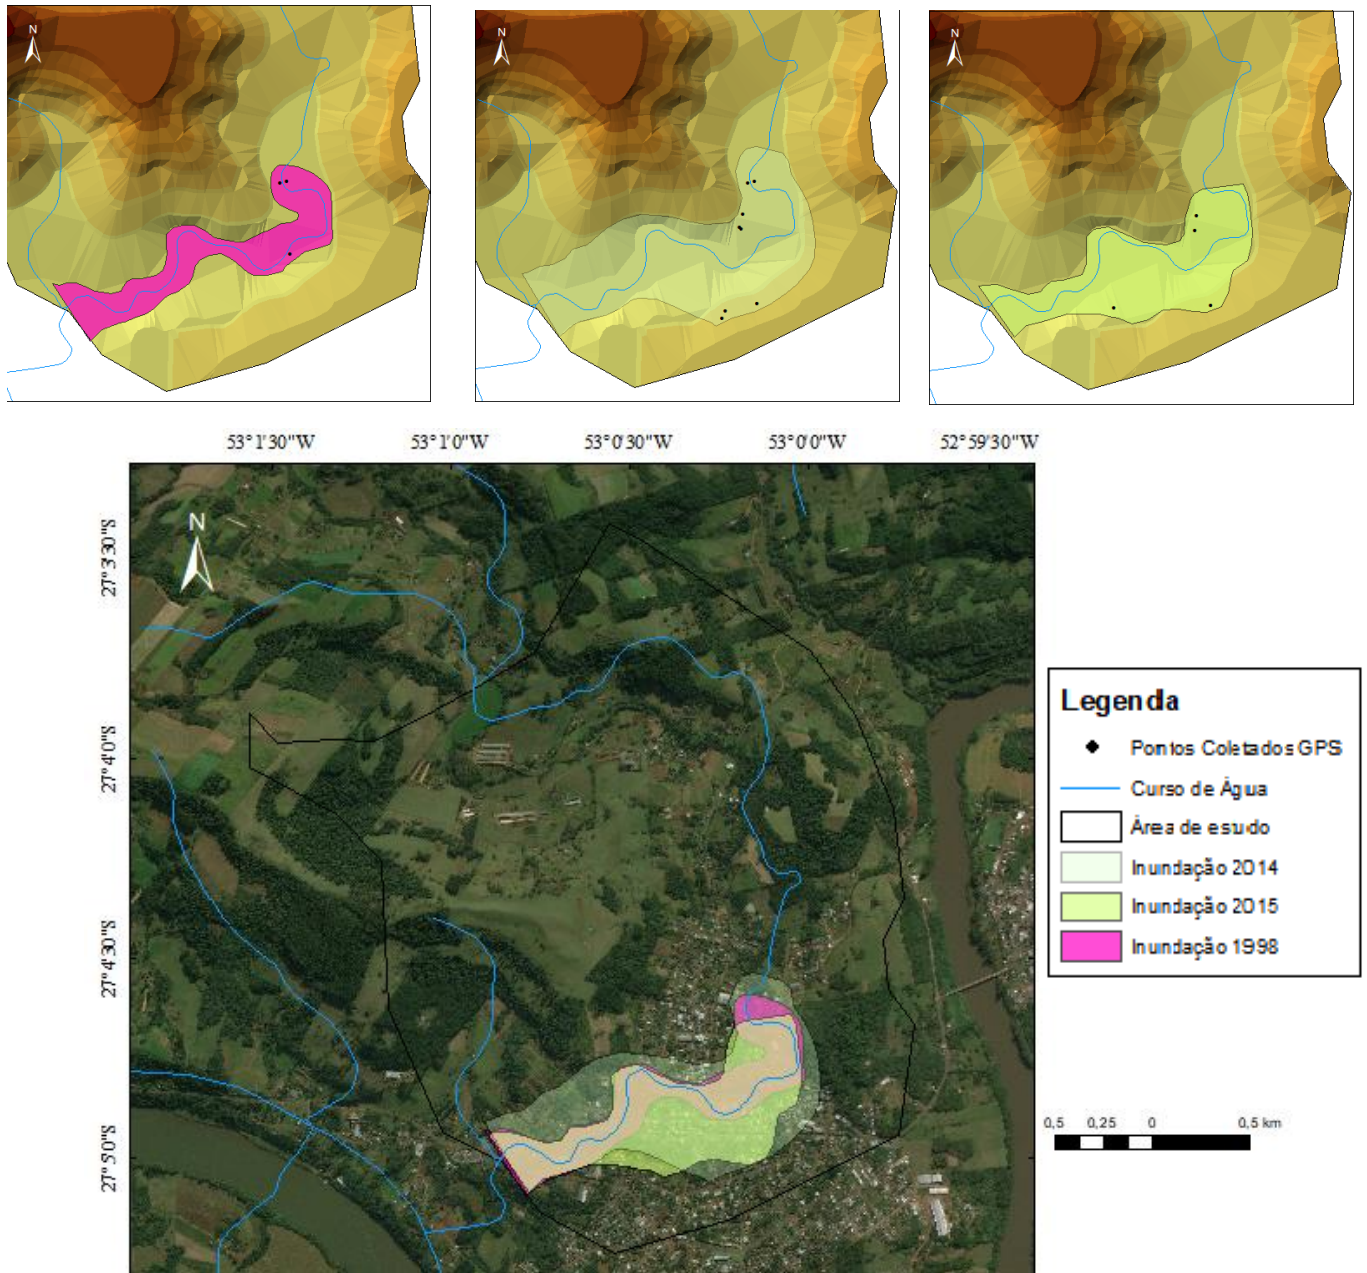 N
N
N
53°1'30"W 53°1'0"W 53°0'30"W 53°0'0"W 52°59'30"W
27°3'30"S
27°4'0"S
27°4'30"S
27°5'0"S
N
Legenda
Pontos Coletados GPS
Curso de Água
Área de estudo
Inundação 2014
Inundação 2015
Inundação 1998
0,5 0,25 0 0,5 km